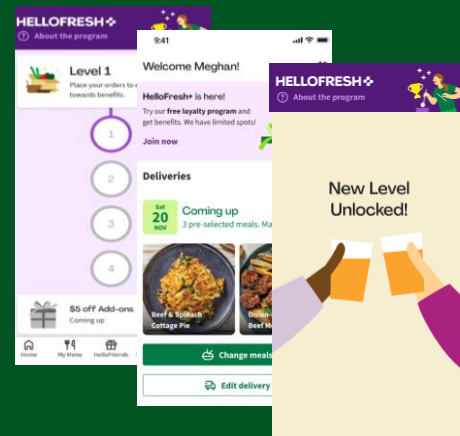 HELLOFRESH+
? About the program
Level 1
Place your orders to
towards benefits.
1
2
3
4
$5 off Add-ons
Coming up
Home
My Menu
HelloFriends
9:41
Welcome Meghan!
HelloFresh+ is here!
Try our free loyalty program and
get benefits. We have limited spots!
Join now
Deliveries
Sat
20
NOV
Coming up
3 pre-selected meals. Ma
Beef & Spinach
Cottage Pie
Onion-
Beef M
Change meals
Edit delivery
HELLOFRESH+
? About the program
New Level
Unlocked!